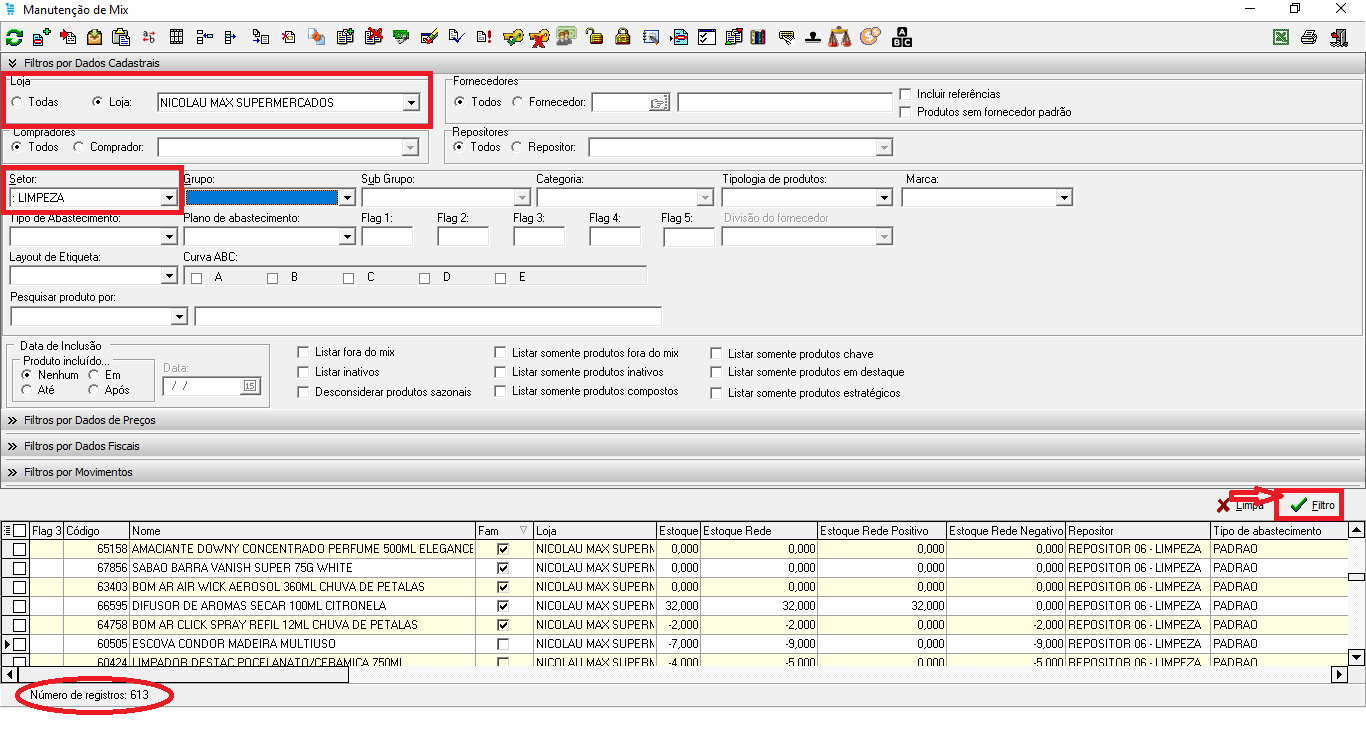 Manutenção de Mix
Filtros por Dados Cadastrais
Loja
Todas Loja: NICOLAU MAX SUPERMERCADOS
Fornecedores
Todos Fornecedor: Incluir referências
Produtos sem fornecedor padrão
Compradores
Todos Comprador:
Repositores
Todos Repositor:
Setor: Grupo: Sub Grupo: Categoria: Tipologia de produtos: Marca:
: LIMPEZA
Tipo de Abastecimento: Plano de abastecimento: Flag 1: Flag 2: Flag 3: Flag 4: Flag 5: Divisão do fornecedor
Layout de Etiqueta: Curva ABC:
A B C D E
Pesquisar produto por:
Data de Inclusão
Produto incluído...
Nenhum Em
Até Após
Data:
/ / 15
Listar fora do mix Listar somente produtos fora do mix Listar somente produtos chave
Listar inativos Listar somente produtos inativos Listar somente produtos em destaque
Desconsiderar produtos sazonais Listar somente produtos compostos Listar somente produtos estratégicos
Filtros por Dados de Preços
Filtros por Dados Fiscais
Filtros por Movimentos
Limpa Filtro
Flag 3 Código Nome Fam Loja Estoque Estoque Rede Estoque Rede Positivo Estoque Rede Negativo Repositor Tipo de abastecimento
65158 AMACIANTE DOWNY CONCENTRADO PERFUME 500ML ELEGANCE NICOLAU MAX SUPERM 0,000 0,000 0,000 0,000 REPOSITOR 06 - LIMPEZA PADRAO
67856 SABAO BARRA VANISH SUPER 75G WHITE NICOLAU MAX SUPERM 0,000 0,000 0,000 0,000 REPOSITOR 06 - LIMPEZA PADRAO
63403 BOM AR AIR WICK AEROSOL 360ML CHUVA DE PETALAS NICOLAU MAX SUPERM 0,000 0,000 0,000 0,000 REPOSITOR 06 - LIMPEZA PADRAO
66595 DIFUSOR DE AROMAS SECAR 100ML CITRONELA NICOLAU MAX SUPERM 32,000 32,000 32,000 0,000 REPOSITOR 06 - LIMPEZA PADRAO
64758 BOM AR CLICK SPRAY REFIL 12ML CHUVA DE PETALAS NICOLAU MAX SUPERM -2,000 -2,000 0,000 -2,000 REPOSITOR 06 - LIMPEZA PADRAO
60505 ESCOVA CONDOR MADEIRA MULTIUSO NICOLAU MAX SUPERM -7,000 -9,000 0,000 -9,000 REPOSITOR 06 - LIMPEZA PADRAO
60424 LIMPADOR DESTAC POCELANATO/CERAMICA 750ML NICOLAU MAX SUPERM -4,000 -5,000 0,000 -5,000 REPOSITOR 06 - LIMPEZA PADRAO
Número de registros: 613